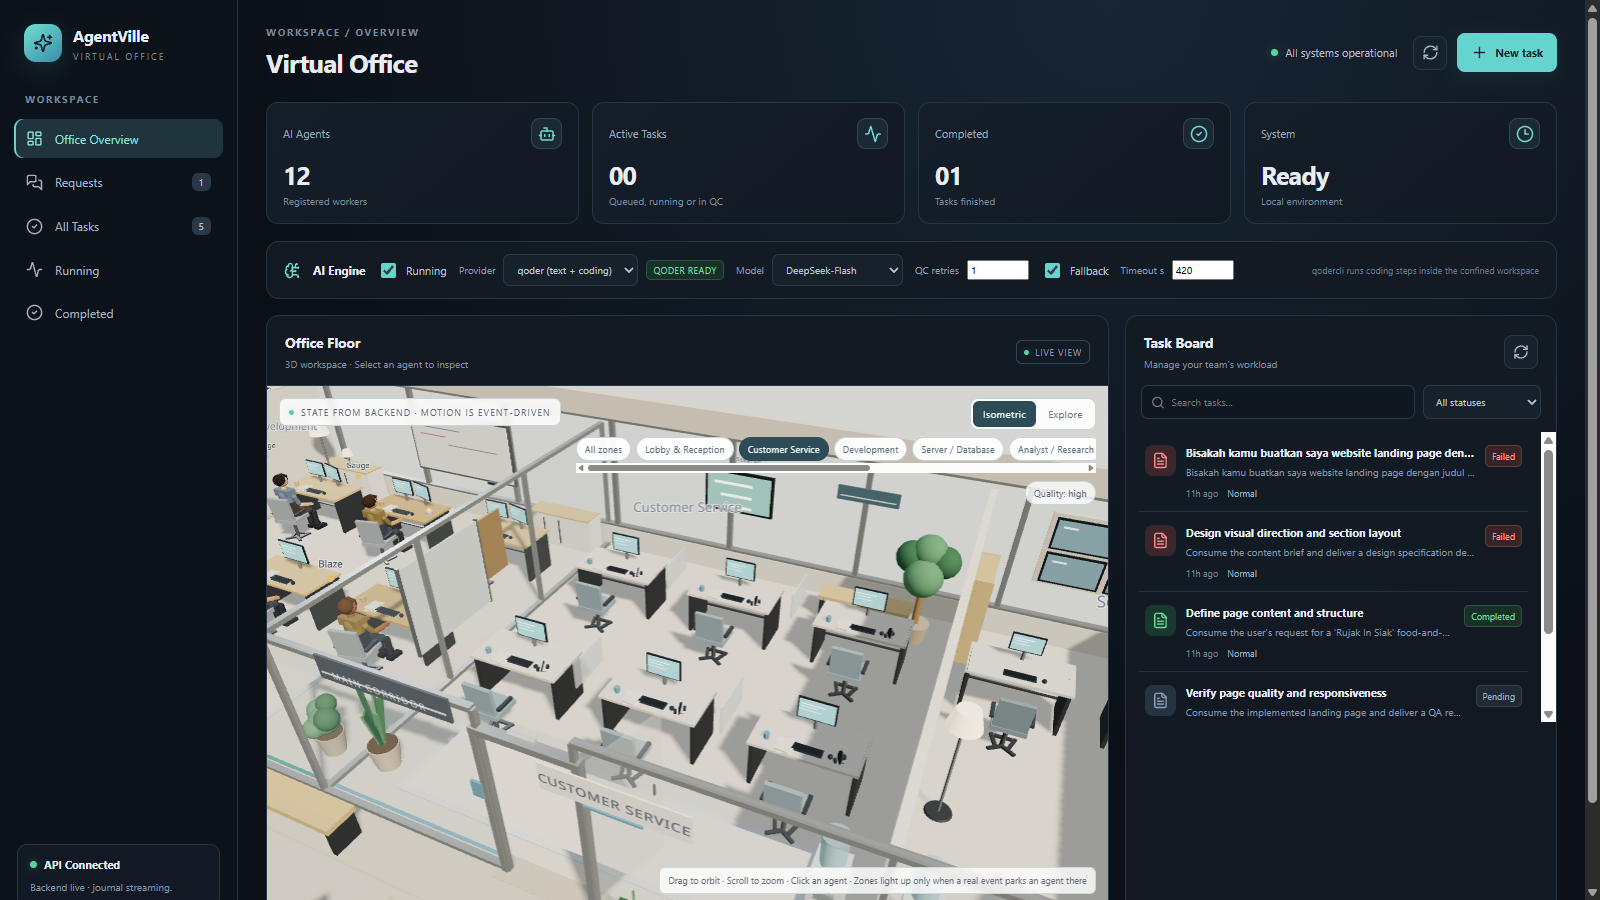 AgentVille
VIRTUAL OFFICE
WORKSPACE
Office Overview
Requests 1
All Tasks 5
Running
Completed
API Connected
Backend live · journal streaming.
WORKSPACE / OVERVIEW
Virtual Office
All systems operational
New task
AI Agents
12
Registered workers
Active Tasks
00
Queued, running or in QC
Completed
01
Tasks finished
System
Ready
Local environment
AI Engine Running Provider qoder (text + coding) QODER READY Model DeepSeek-Flash QC retries 1 Fallback Timeout s 420 qodercli runs coding steps inside the confined workspace
Office Floor
3D workspace · Select an agent to inspect
LIVE VIEW
STATE FROM BACKEND · MOTION IS EVENT-DRIVEN
Isometric Explore
All zones Lobby & Reception Customer Service Development Server / Database Analyst / Research
Quality: high
Gauge
Customer Service
Blaze
MAIN CORRIDOR
CUSTOMER SERVICE
Drag to orbit · Scroll to zoom · Click an agent · Zones light up only when a real event parks an agent there
Task Board
Manage your team's workload
Search tasks...
All statuses
Bisakah kamu buatkan saya website landing page den... Failed
Bisakah kamu buatkan saya website landing page dengan judul ...
11h ago Normal
Design visual direction and section layout Failed
Consume the content brief and deliver a design specification de...
11h ago Normal
Define page content and structure Completed
Consume the user's request for a 'Rujak In Siak' food-and-...
11h ago Normal
Verify page quality and responsiveness Pending
Consume the implemented landing page and deliver a QA re...